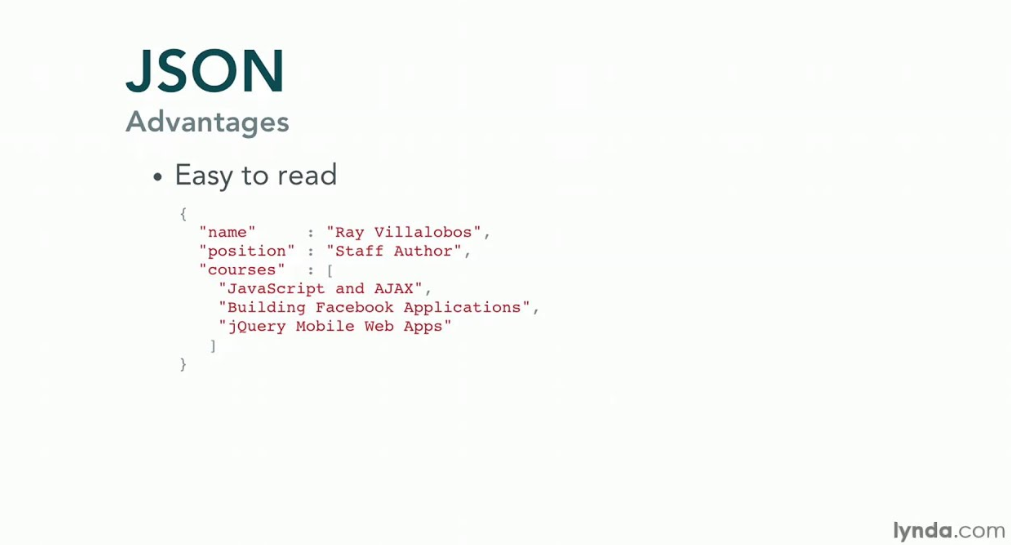 JSON
Advantages
• Easy to read
{
"name" : "Ray Villalobos",
"position" : "Staff Author",
"courses" : [
"JavaScript and AJAX",
"Building Facebook Applications",
"jQuery Mobile Web Apps"
]
}
lynda.com